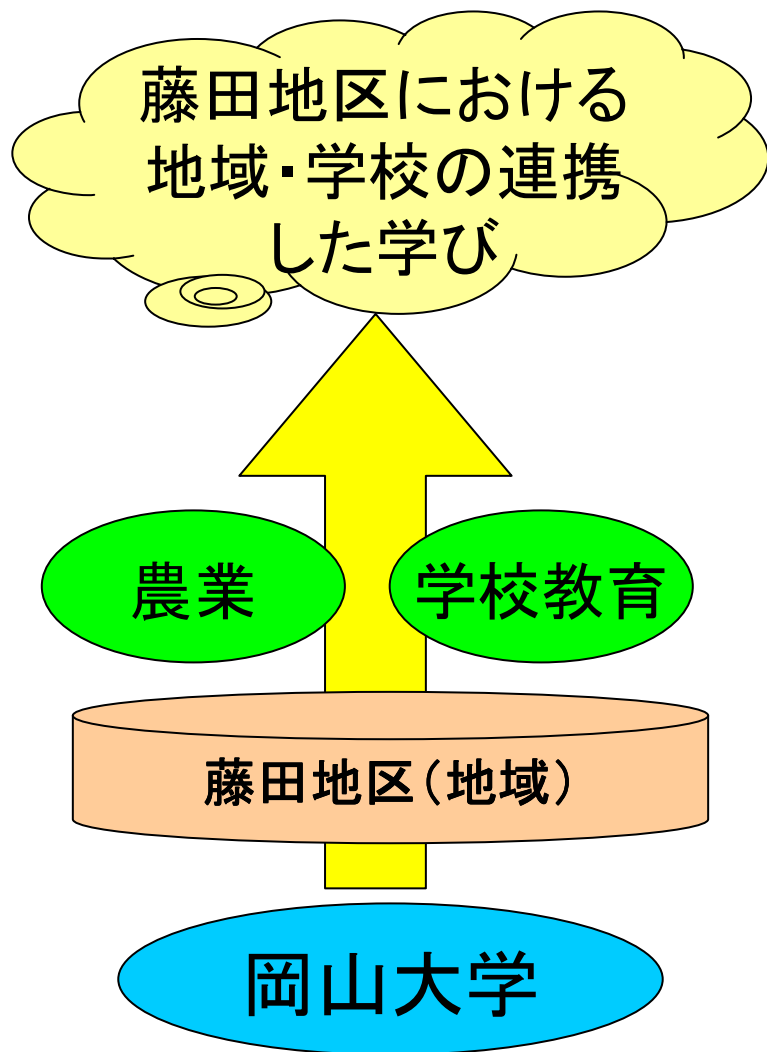 藤田地区における
地域・学校の連携
した学び
農業
学校教育
藤田地区（地域）
岡山大学